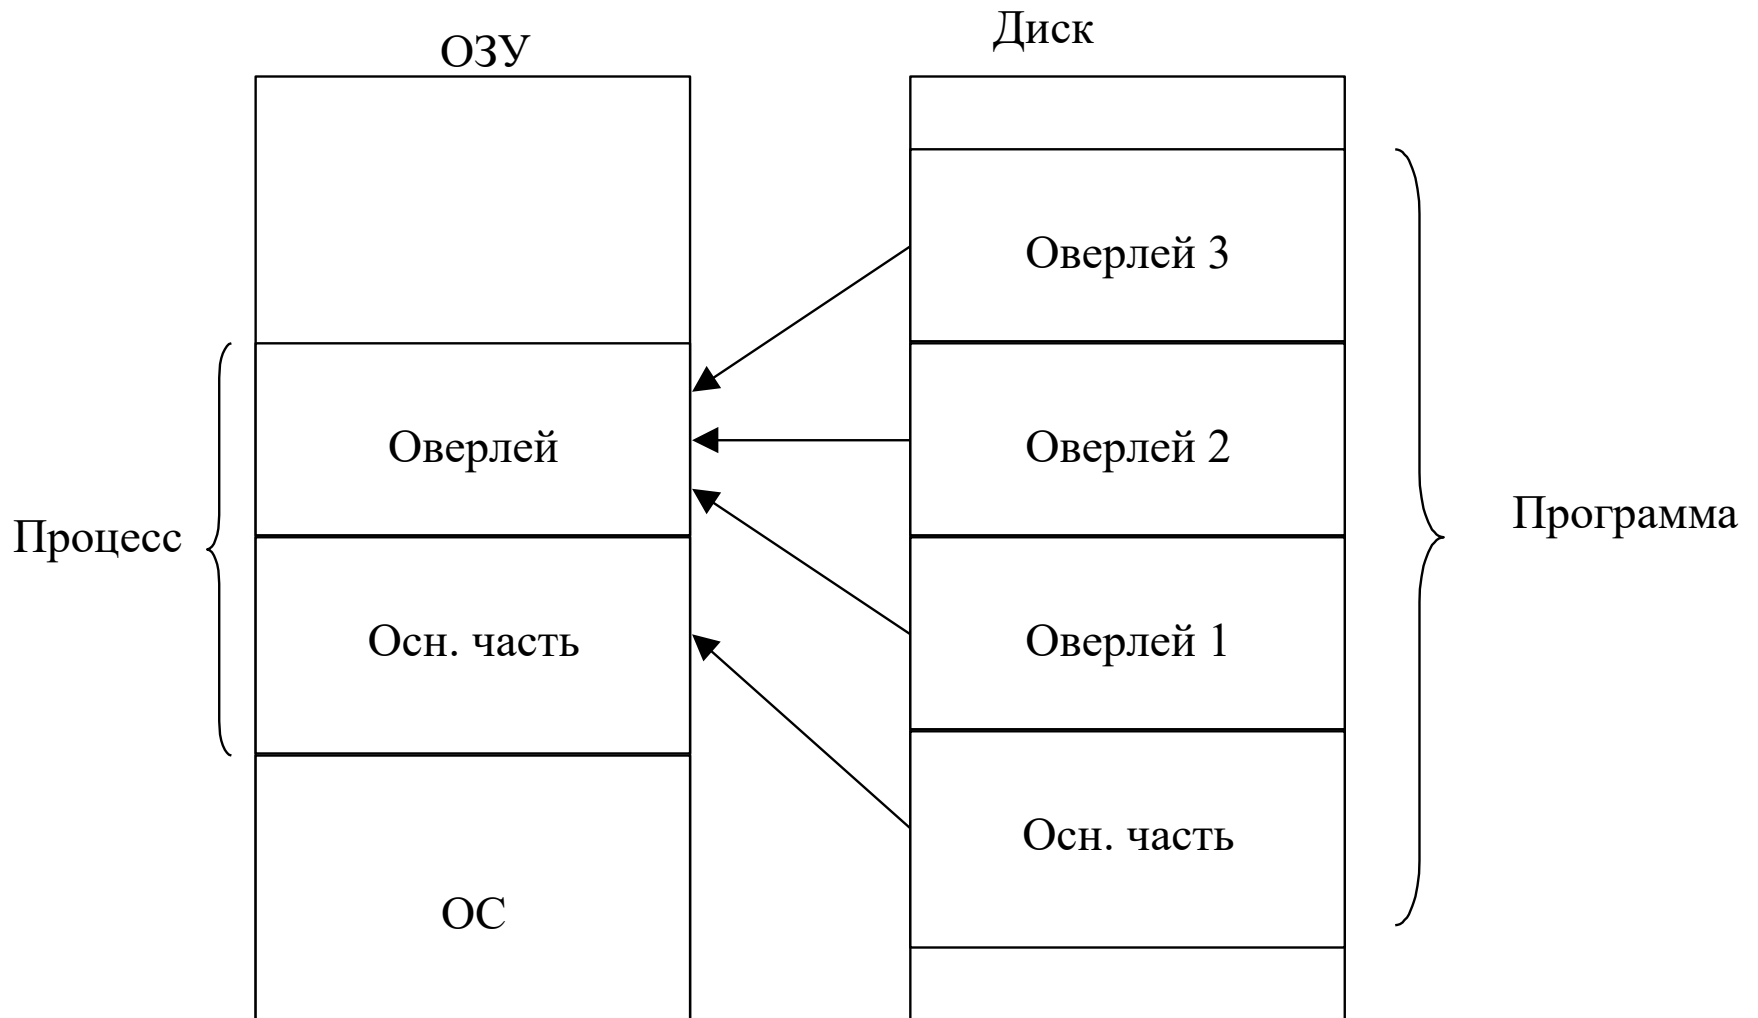 ОЗУ
Диск
Оверлей 3
Оверлей
Оверлей 2
Процесс
Программа
Осн. часть
Оверлей 1
Осн. часть
ОС